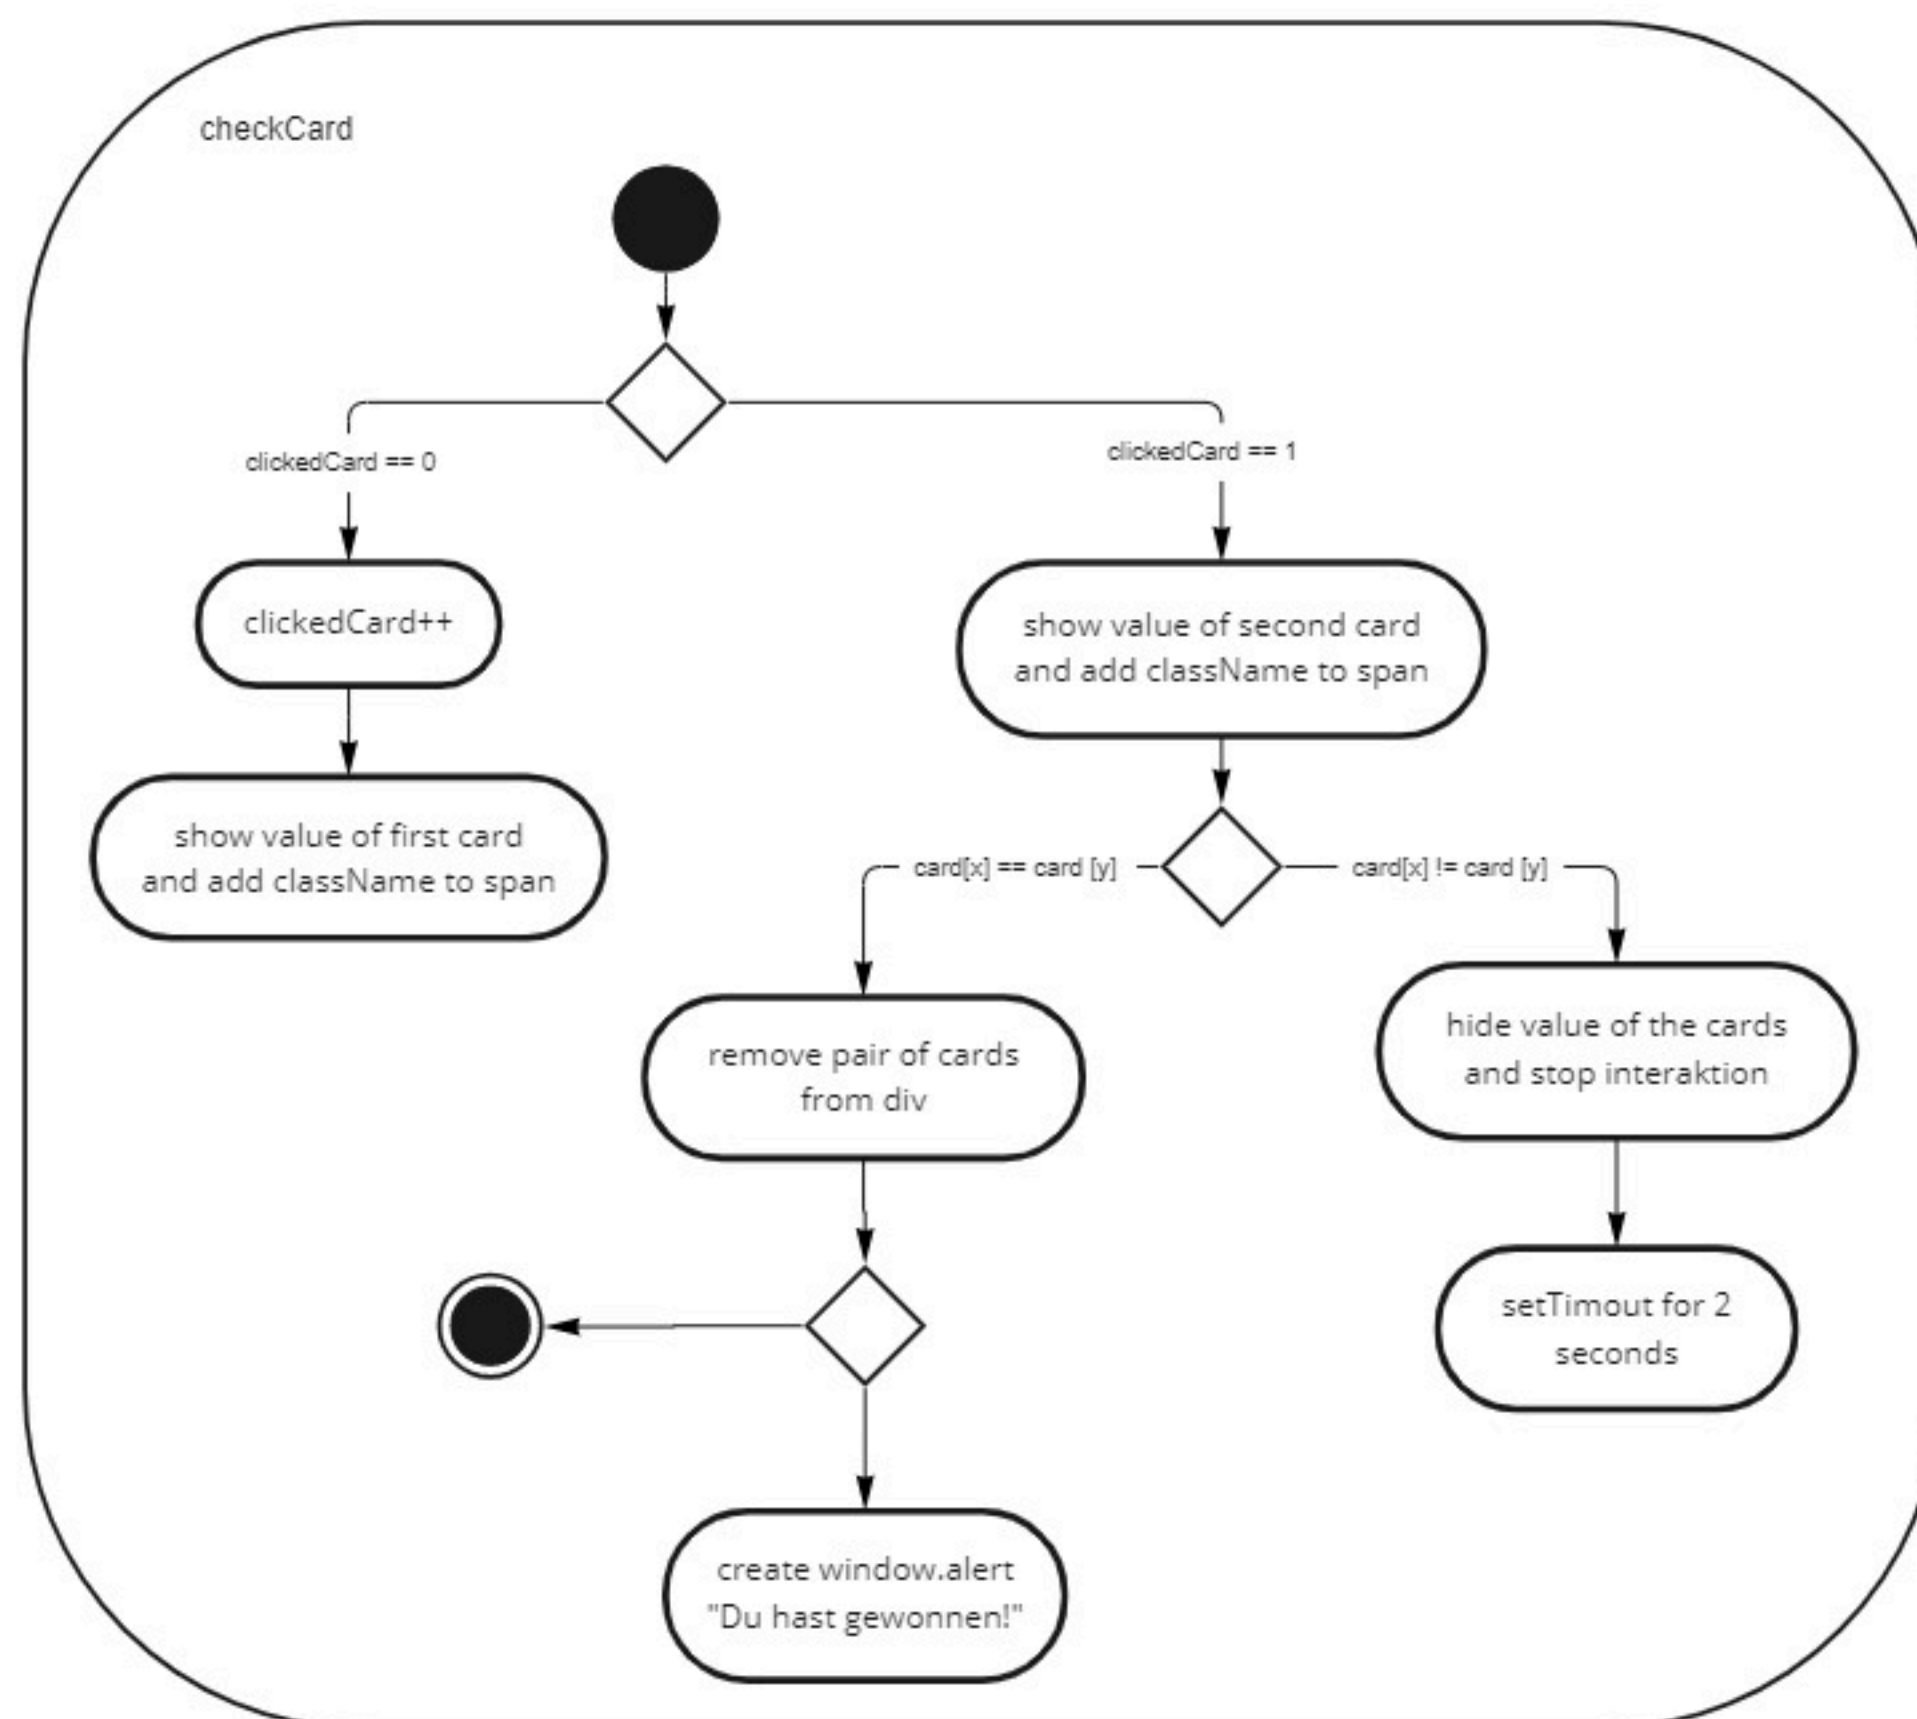 checkCard
clickedCard == 0
clickedCard == 1
clickedCard++
show value of second card
and add className to span
show value of first card
and add className to span
card[x] == card [y]
card[x] != card [y]
remove pair of cards
from div
hide value of the cards
and stop interaktion
setTimout for 2
seconds
create window.alert
"Du hast gewonnen!"